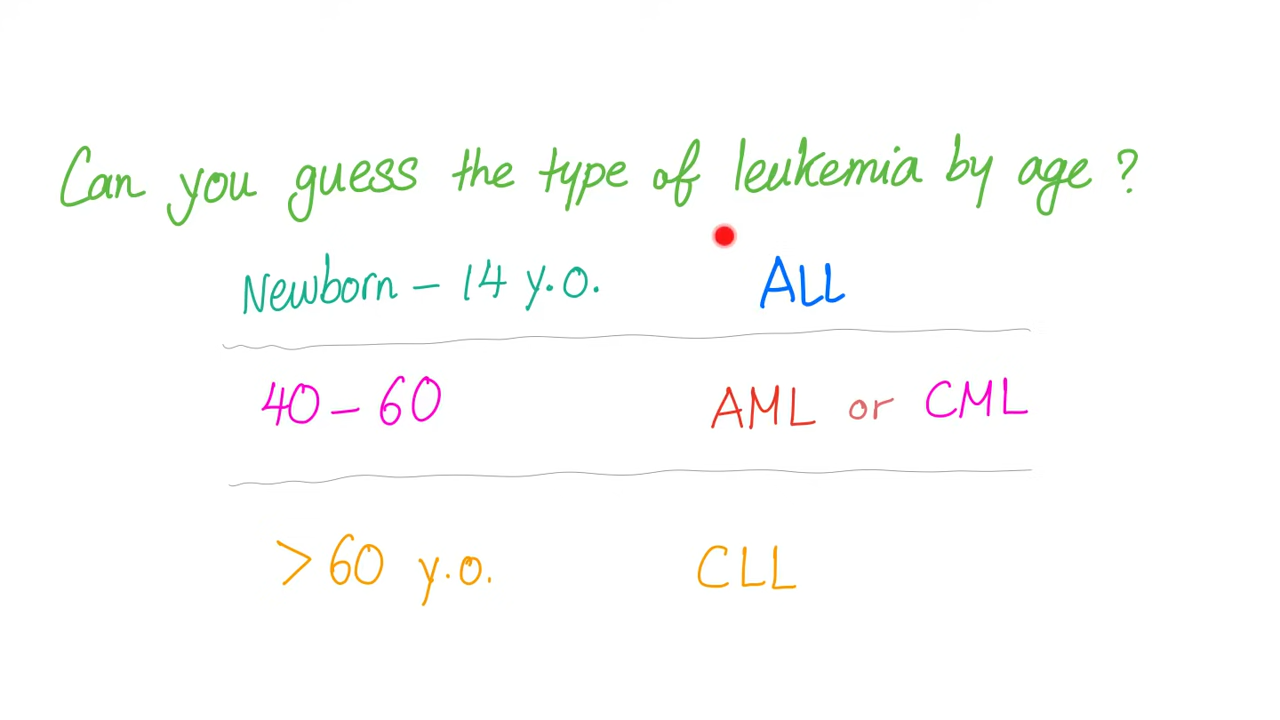 Can you guess the type of leukemia by age?
Newborn – 14 y.o. ALL
40 – 60 AML or CML
> 60 y.o. CLL